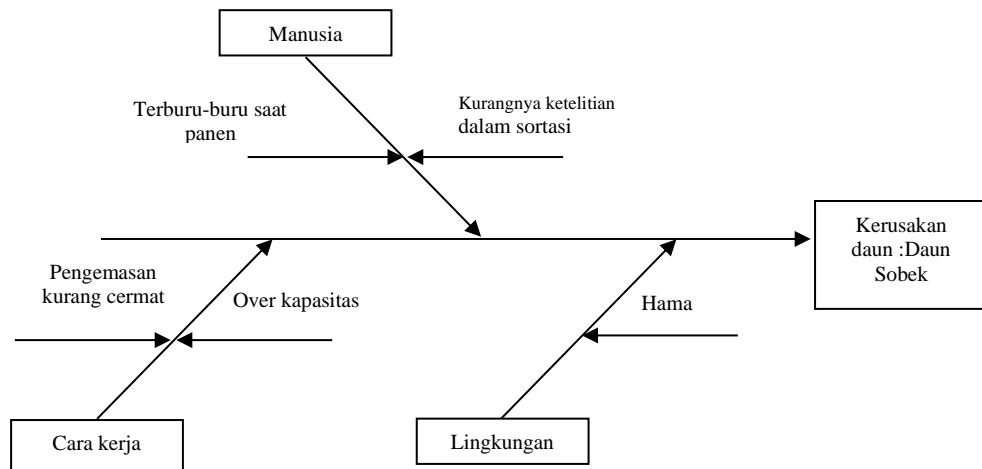 Manusia
Terburu-buru saat
panen
Kurangnya ketelitian
dalam sortasi
Kerusakan
daun :Daun
Sobek
Pengemasan
kurang cermat
Over kapasitas
Hama
Cara kerja
Lingkungan